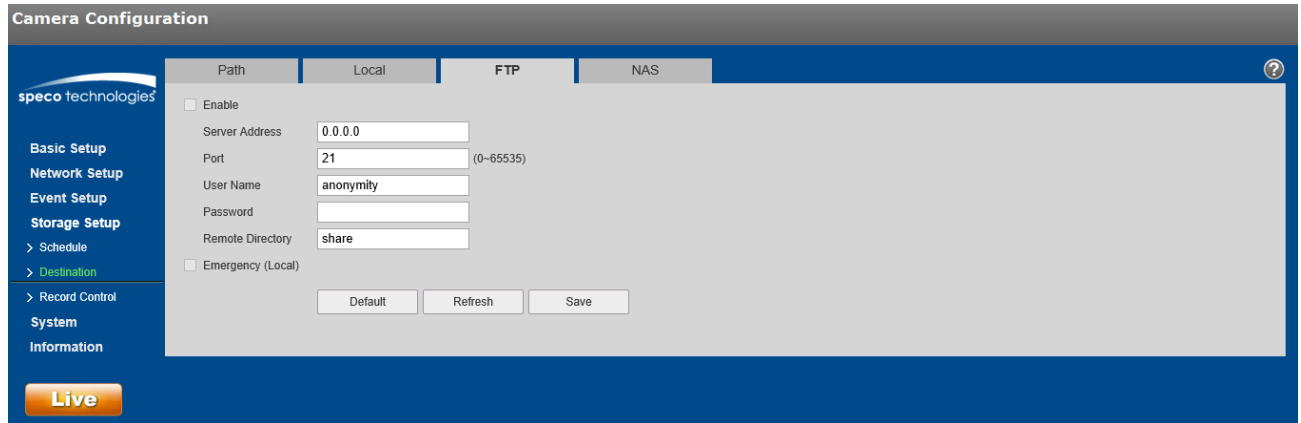 Camera Configuration
Path Local FTP NAS
?
speco technologies
Basic Setup
Network Setup
Event Setup
Storage Setup
> Schedule
> Destination
> Record Control
System
Information
Live
Enable
Server Address 0.0.0.0
Port 21 (0~65535)
User Name anonymity
Password
Remote Directory share
Emergency (Local)
Default Refresh Save